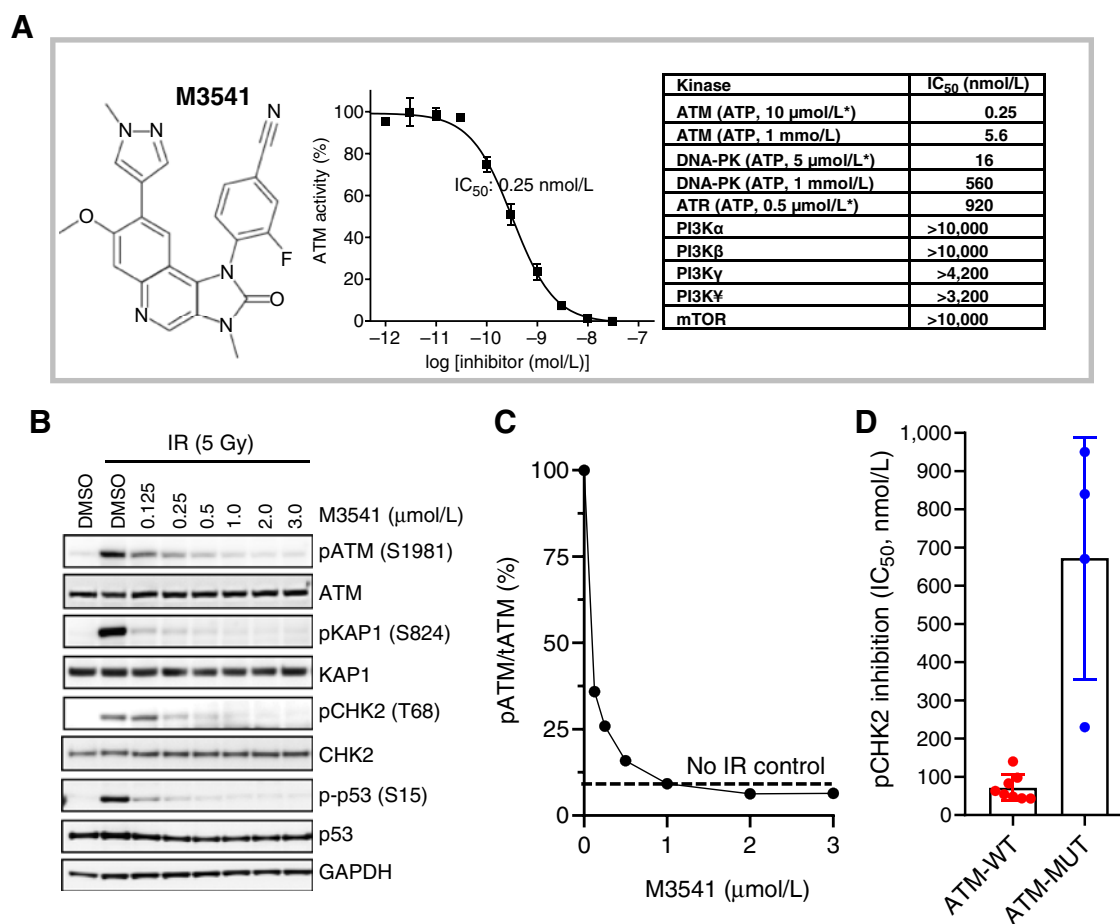 A
M3541
N
N
N
O
F
N
O
N
N
ATM activity (%)
100
80
60
40
20
0
IC50: 0.25 nmol/L
−12 −11 −10 −9 −8 −7
log [inhibitor (mol/L)]
Kinase IC50 (nmol/L)
ATM (ATP, 10 µmol/L*) 0.25
ATM (ATP, 1 mmo/L) 5.6
DNA-PK (ATP, 5 µmol/L*) 16
DNA-PK (ATP, 1 mmol/L) 560
ATR (ATP, 0.5 µmol/L*) 920
PI3Kα >10,000
PI3Kβ >10,000
PI3Kγ >4,200
PI3K¥ >3,200
mTOR >10,000
B
IR (5 Gy)
DMSO DMSO 0.125 0.25 0.5 1.0 2.0 3.0 M3541 (µmol/L)
pATM (S1981)
ATM
pKAP1 (S824)
KAP1
pCHK2 (T68)
CHK2
p-p53 (S15)
p53
GAPDH
C
pATM/tATM (%)
100
75
50
25
0
No IR control
0 1 2 3
M3541 (µmol/L)
D
pCHK2 inhibition (IC50, nmol/L)
1,000
900
800
700
600
500
400
300
200
100
0
ATM-WT ATM-MUT